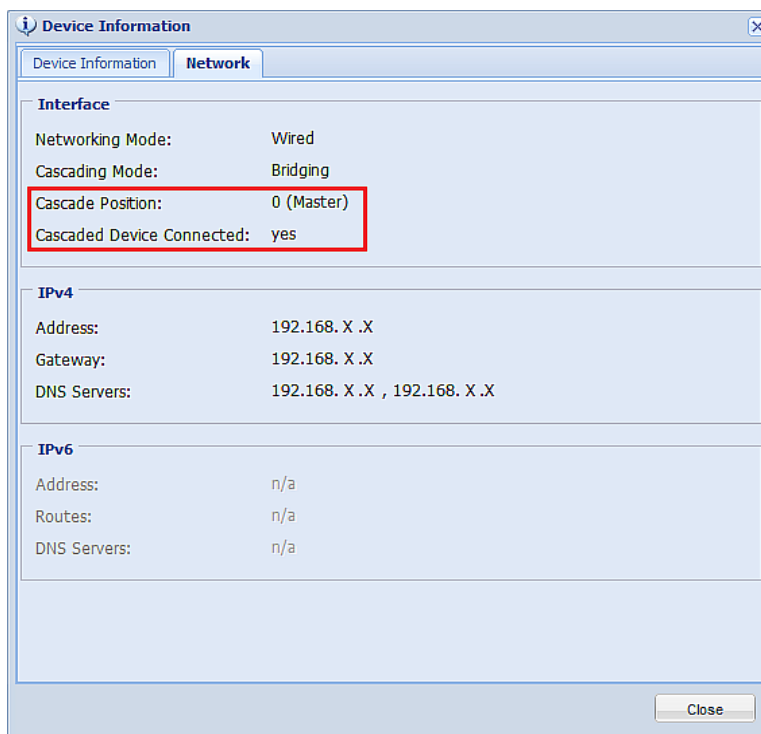 Device Information
Device Information Network
Interface
Networking Mode: Wired
Cascading Mode: Bridging
Cascade Position: 0 (Master)
Cascaded Device Connected: yes
IPv4
Address: 192.168. X .X
Gateway: 192.168. X .X
DNS Servers: 192.168. X .X , 192.168. X .X
IPv6
Address: n/a
Routes: n/a
DNS Servers: n/a
Close